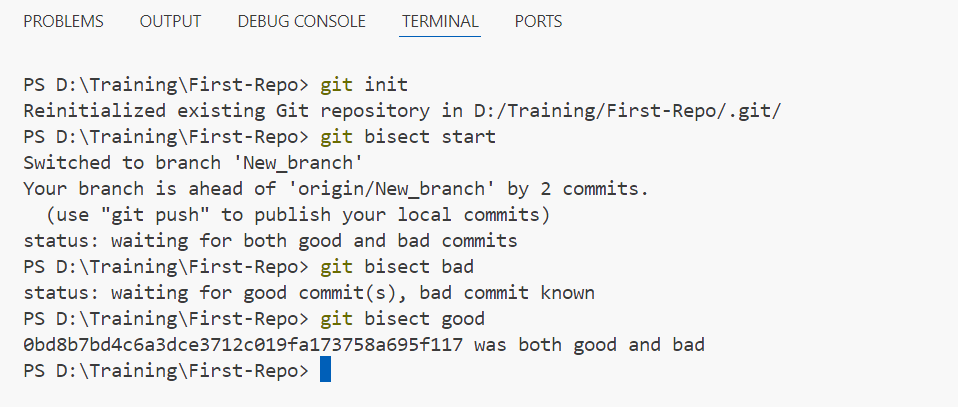 PROBLEMS OUTPUT DEBUG CONSOLE TERMINAL PORTS
PS D:\Training\First-Repo> git init
Reinitialized existing Git repository in D:/Training/First-Repo/.git/
PS D:\Training\First-Repo> git bisect start
Switched to branch 'New_branch'
Your branch is ahead of 'origin/New_branch' by 2 commits.
  (use "git push" to publish your local commits)
status: waiting for both good and bad commits
PS D:\Training\First-Repo> git bisect bad
status: waiting for good commit(s), bad commit known
PS D:\Training\First-Repo> git bisect good
0bd8b7bd4c6a3dce3712c019fa173758a695f117 was both good and bad
PS D:\Training\First-Repo>